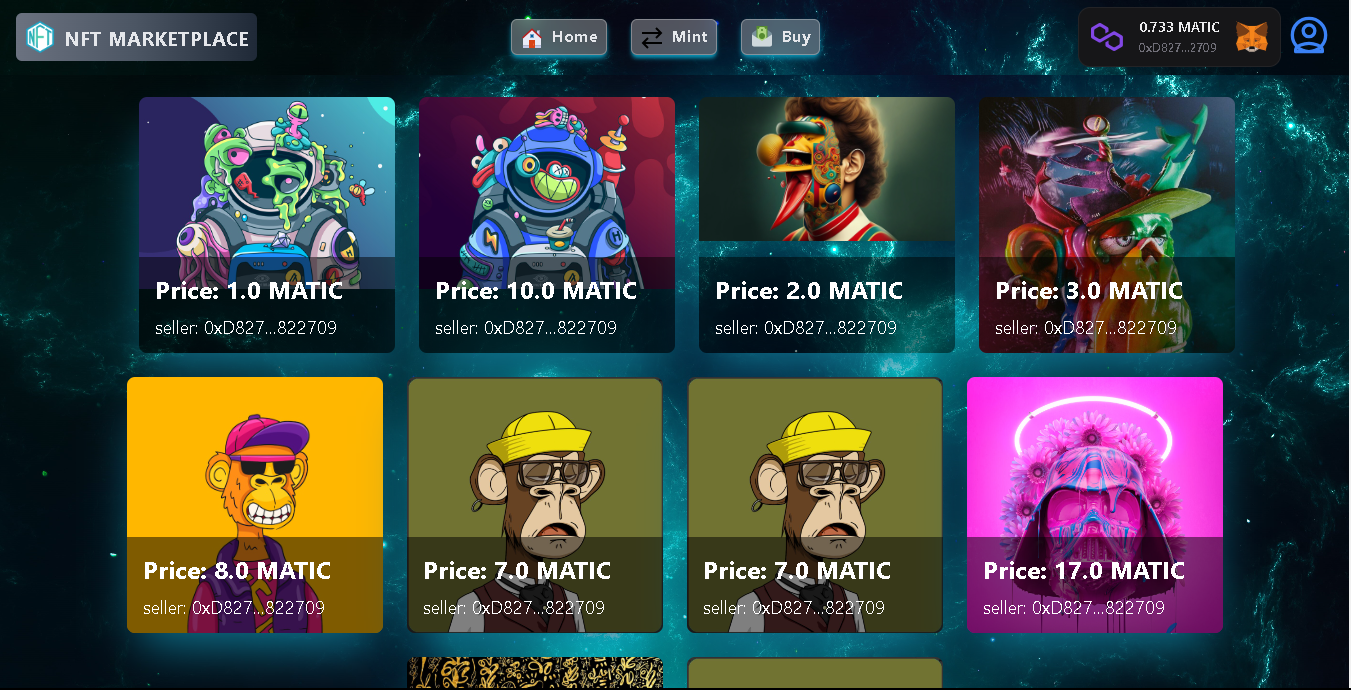 NFT
NFT MARKETPLACE
Home
Mint
Buy
0.733 MATIC
0xD827...2709
Price: 1.0 MATIC
seller: 0xD827...822709
Price: 10.0 MATIC
seller: 0xD827...822709
Price: 2.0 MATIC
seller: 0xD827...822709
Price: 3.0 MATIC
seller: 0xD827...822709
Price: 8.0 MATIC
seller: 0xD827...822709
Price: 7.0 MATIC
seller: 0xD827...822709
Price: 7.0 MATIC
seller: 0xD827...822709
Price: 17.0 MATIC
seller: 0xD827...822709